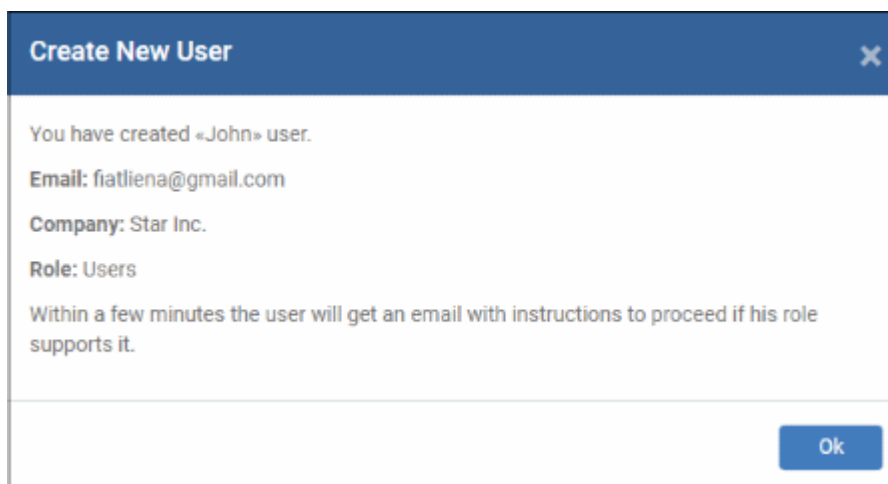 Create New User
You have created «John» user.
Email: fiatliena@gmail.com
Company: Star Inc.
Role: Users
Within a few minutes the user will get an email with instructions to proceed if his role
supports it.
Ok